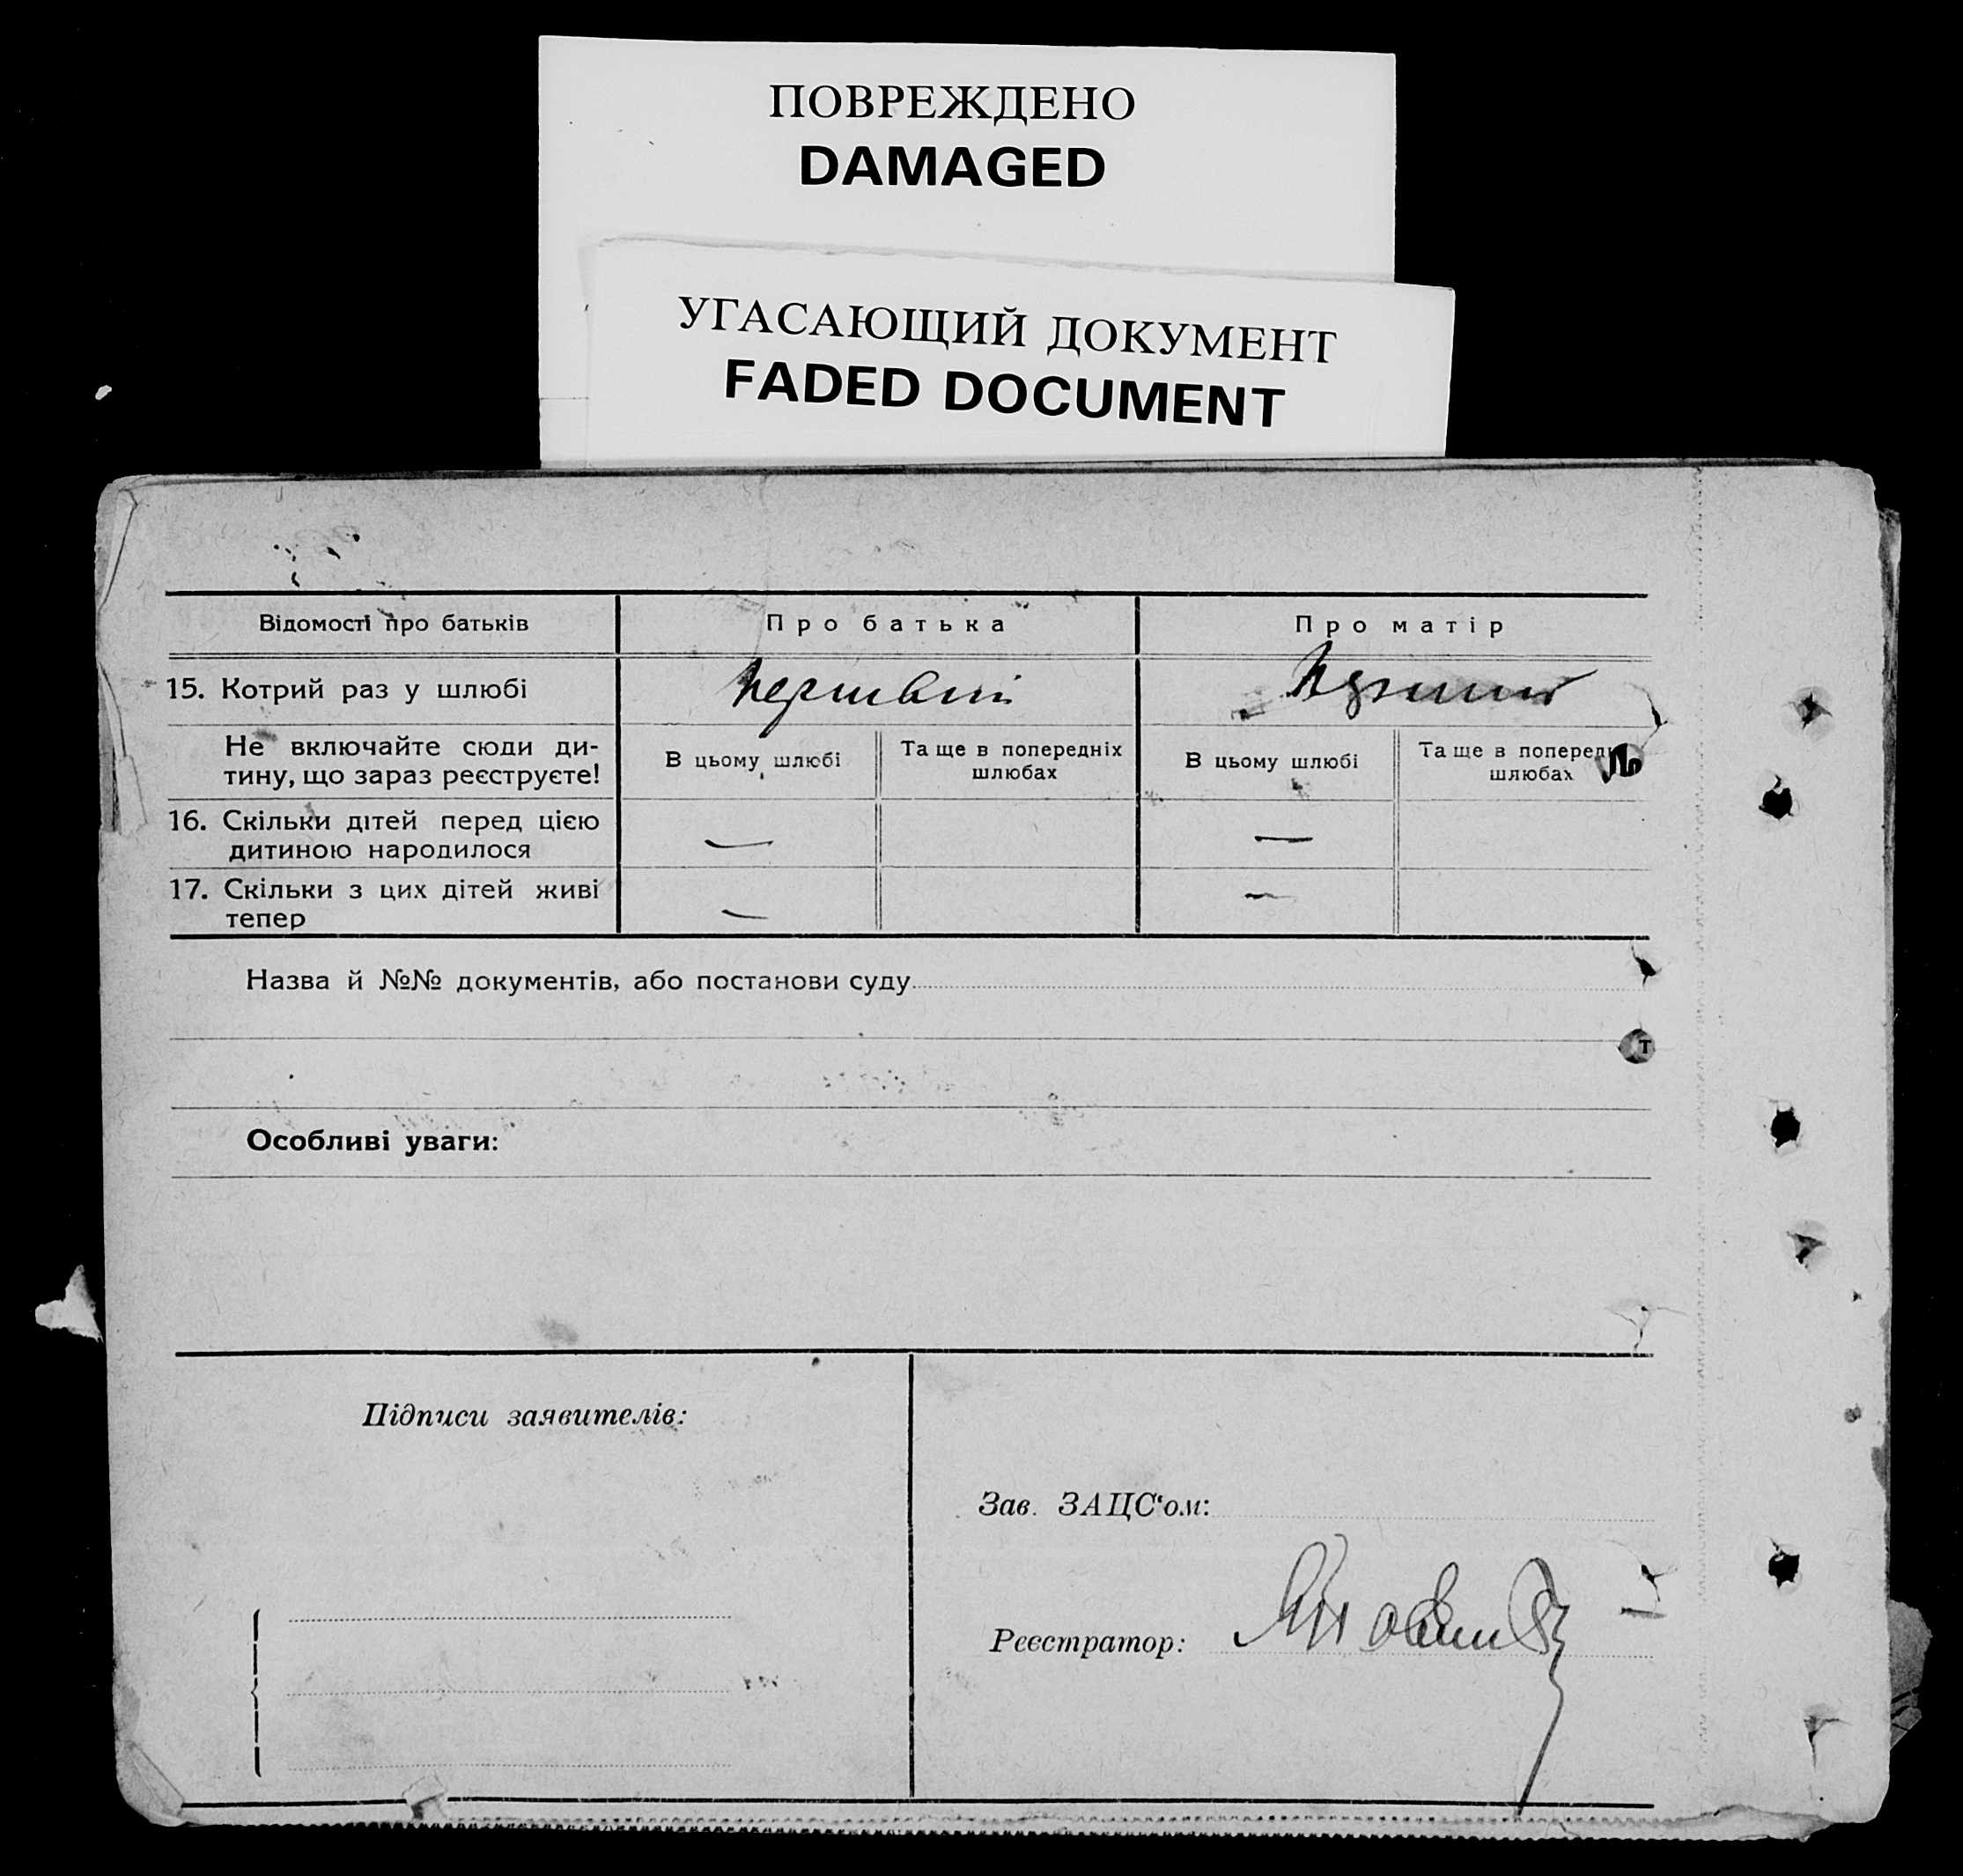 ПОВРЕЖДЕНО
DAMAGED
УГАСАЮЩИЙ ДОКУМЕНТ
FADED DOCUMENT
Відомості про батьків
Про батька
Про матір
15. Котрий раз у шлюбі
Не включайте сюди ди-
тину, що зараз реєструєте!
В цьому шлюбі
Та ще в попередніх
шлюбах
В цьому шлюбі
Та ще в
шлюбах
16. Скільки дітей перед цією
дитиною народилося
— —
17. Скільки з цих дітей живі
тепер
— —
Назва й №№ документів, або постанови суду
Особливі уваги:
Підписи заявителів:
Зав. ЗАЦС'ом:
Реєстратор: